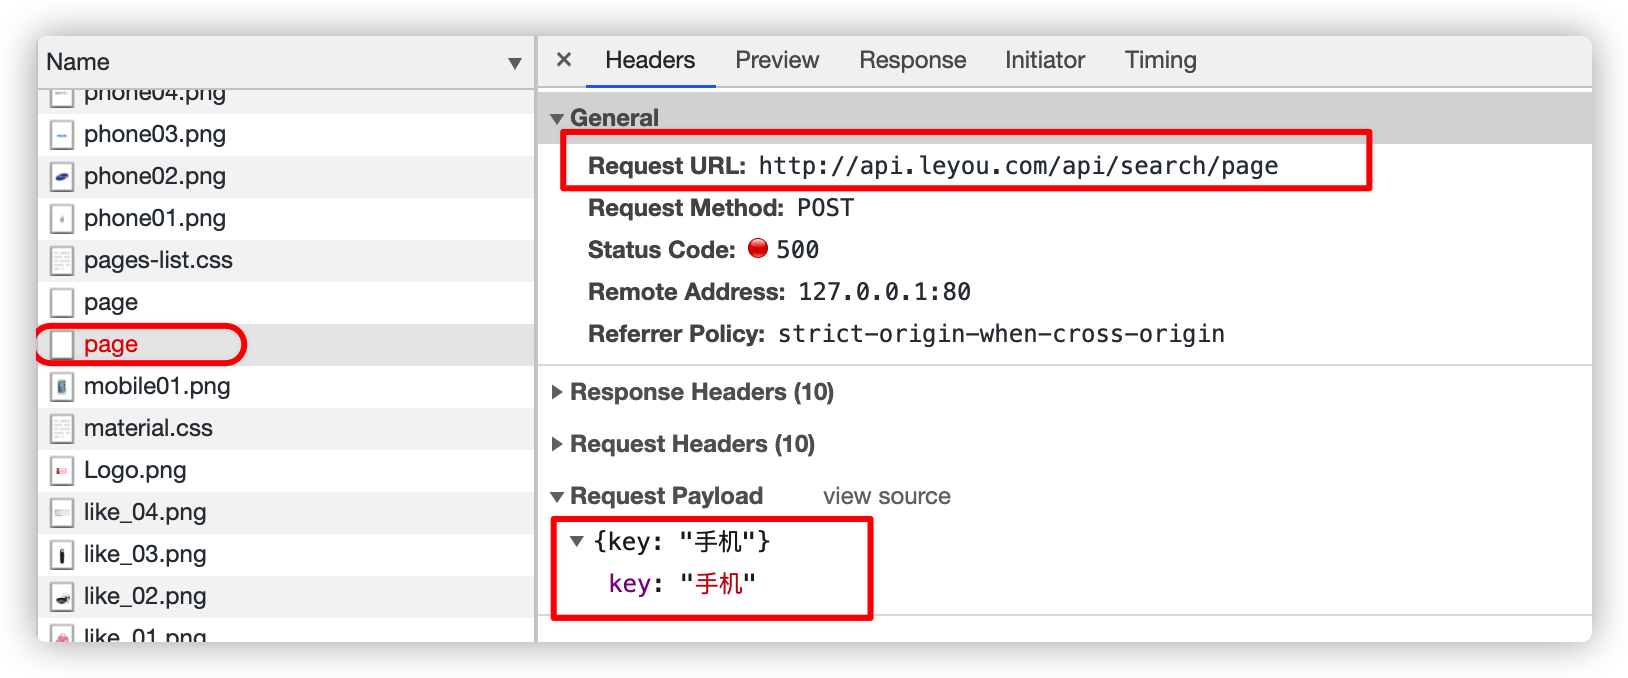 Name ▼
phone04.png
phone03.png
phone02.png
phone01.png
pages-list.css
page
page
mobile01.png
material.css
Logo.png
like_04.png
like_03.png
like_02.png
like_01.png
× Headers Preview Response Initiator Timing
▼ General
Request URL: http://api.leyou.com/api/search/page
Request Method: POST
Status Code: 500
Remote Address: 127.0.0.1:80
Referrer Policy: strict-origin-when-cross-origin
▶ Response Headers (10)
▶ Request Headers (10)
▼ Request Payload view source
▼ {key: "手机"}
key: "手机"